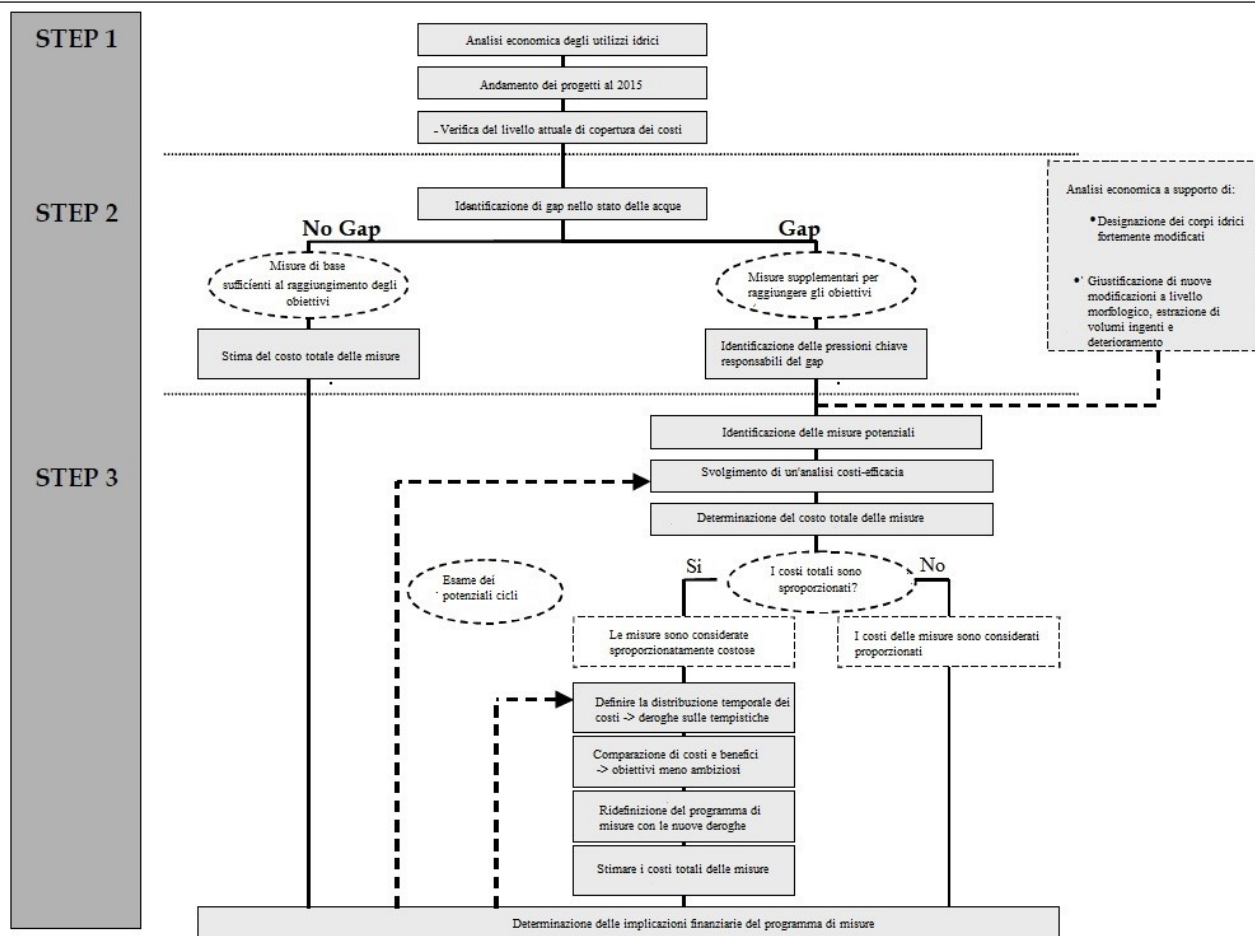 STEP 1
Analisi economica degli utilizzi idrici
Andamento dei progetti al 2015
- Verifica del livello attuale di copertura dei costi
STEP 2
Identificazione di gap nello stato delle acque
No Gap
Gap
Misure di base
sufficienti al raggiungimento degli
obiettivi
Misure supplementari per
raggiungere gli obiettivi
Stima del costo totale delle misure
Identificazione delle pressioni chiave
responsabili del gap
Analisi economica a supporto di:
• Designazione dei corpi idrici
fortemente modificati
•' Giustificazione di nuove
modificazioni a livello
morfologico, estrazione di
volumi ingenti e
deterioramento
STEP 3
Identificazione delle misure potenziali
Svolgimento di un'analisi costi-efficacia
Determinazione del costo totale delle misure
I costi totali sono
sproporzionati?
Si
No
Esame dei
potenziali cicli
Le misure sono considerate
sproporzionatamente costose
I costi delle misure sono considerati
proporzionati
Definire la distribuzione temporale dei
costi -> deroghe sulle tempistiche
Comparazione di costi e benefici
-> obiettivi meno ambiziosi
Ridefinizione del programma di
misure con le nuove deroghe
Stimare i costi totali delle misure
Determinazione delle implicazioni finanziarie del programma di misure